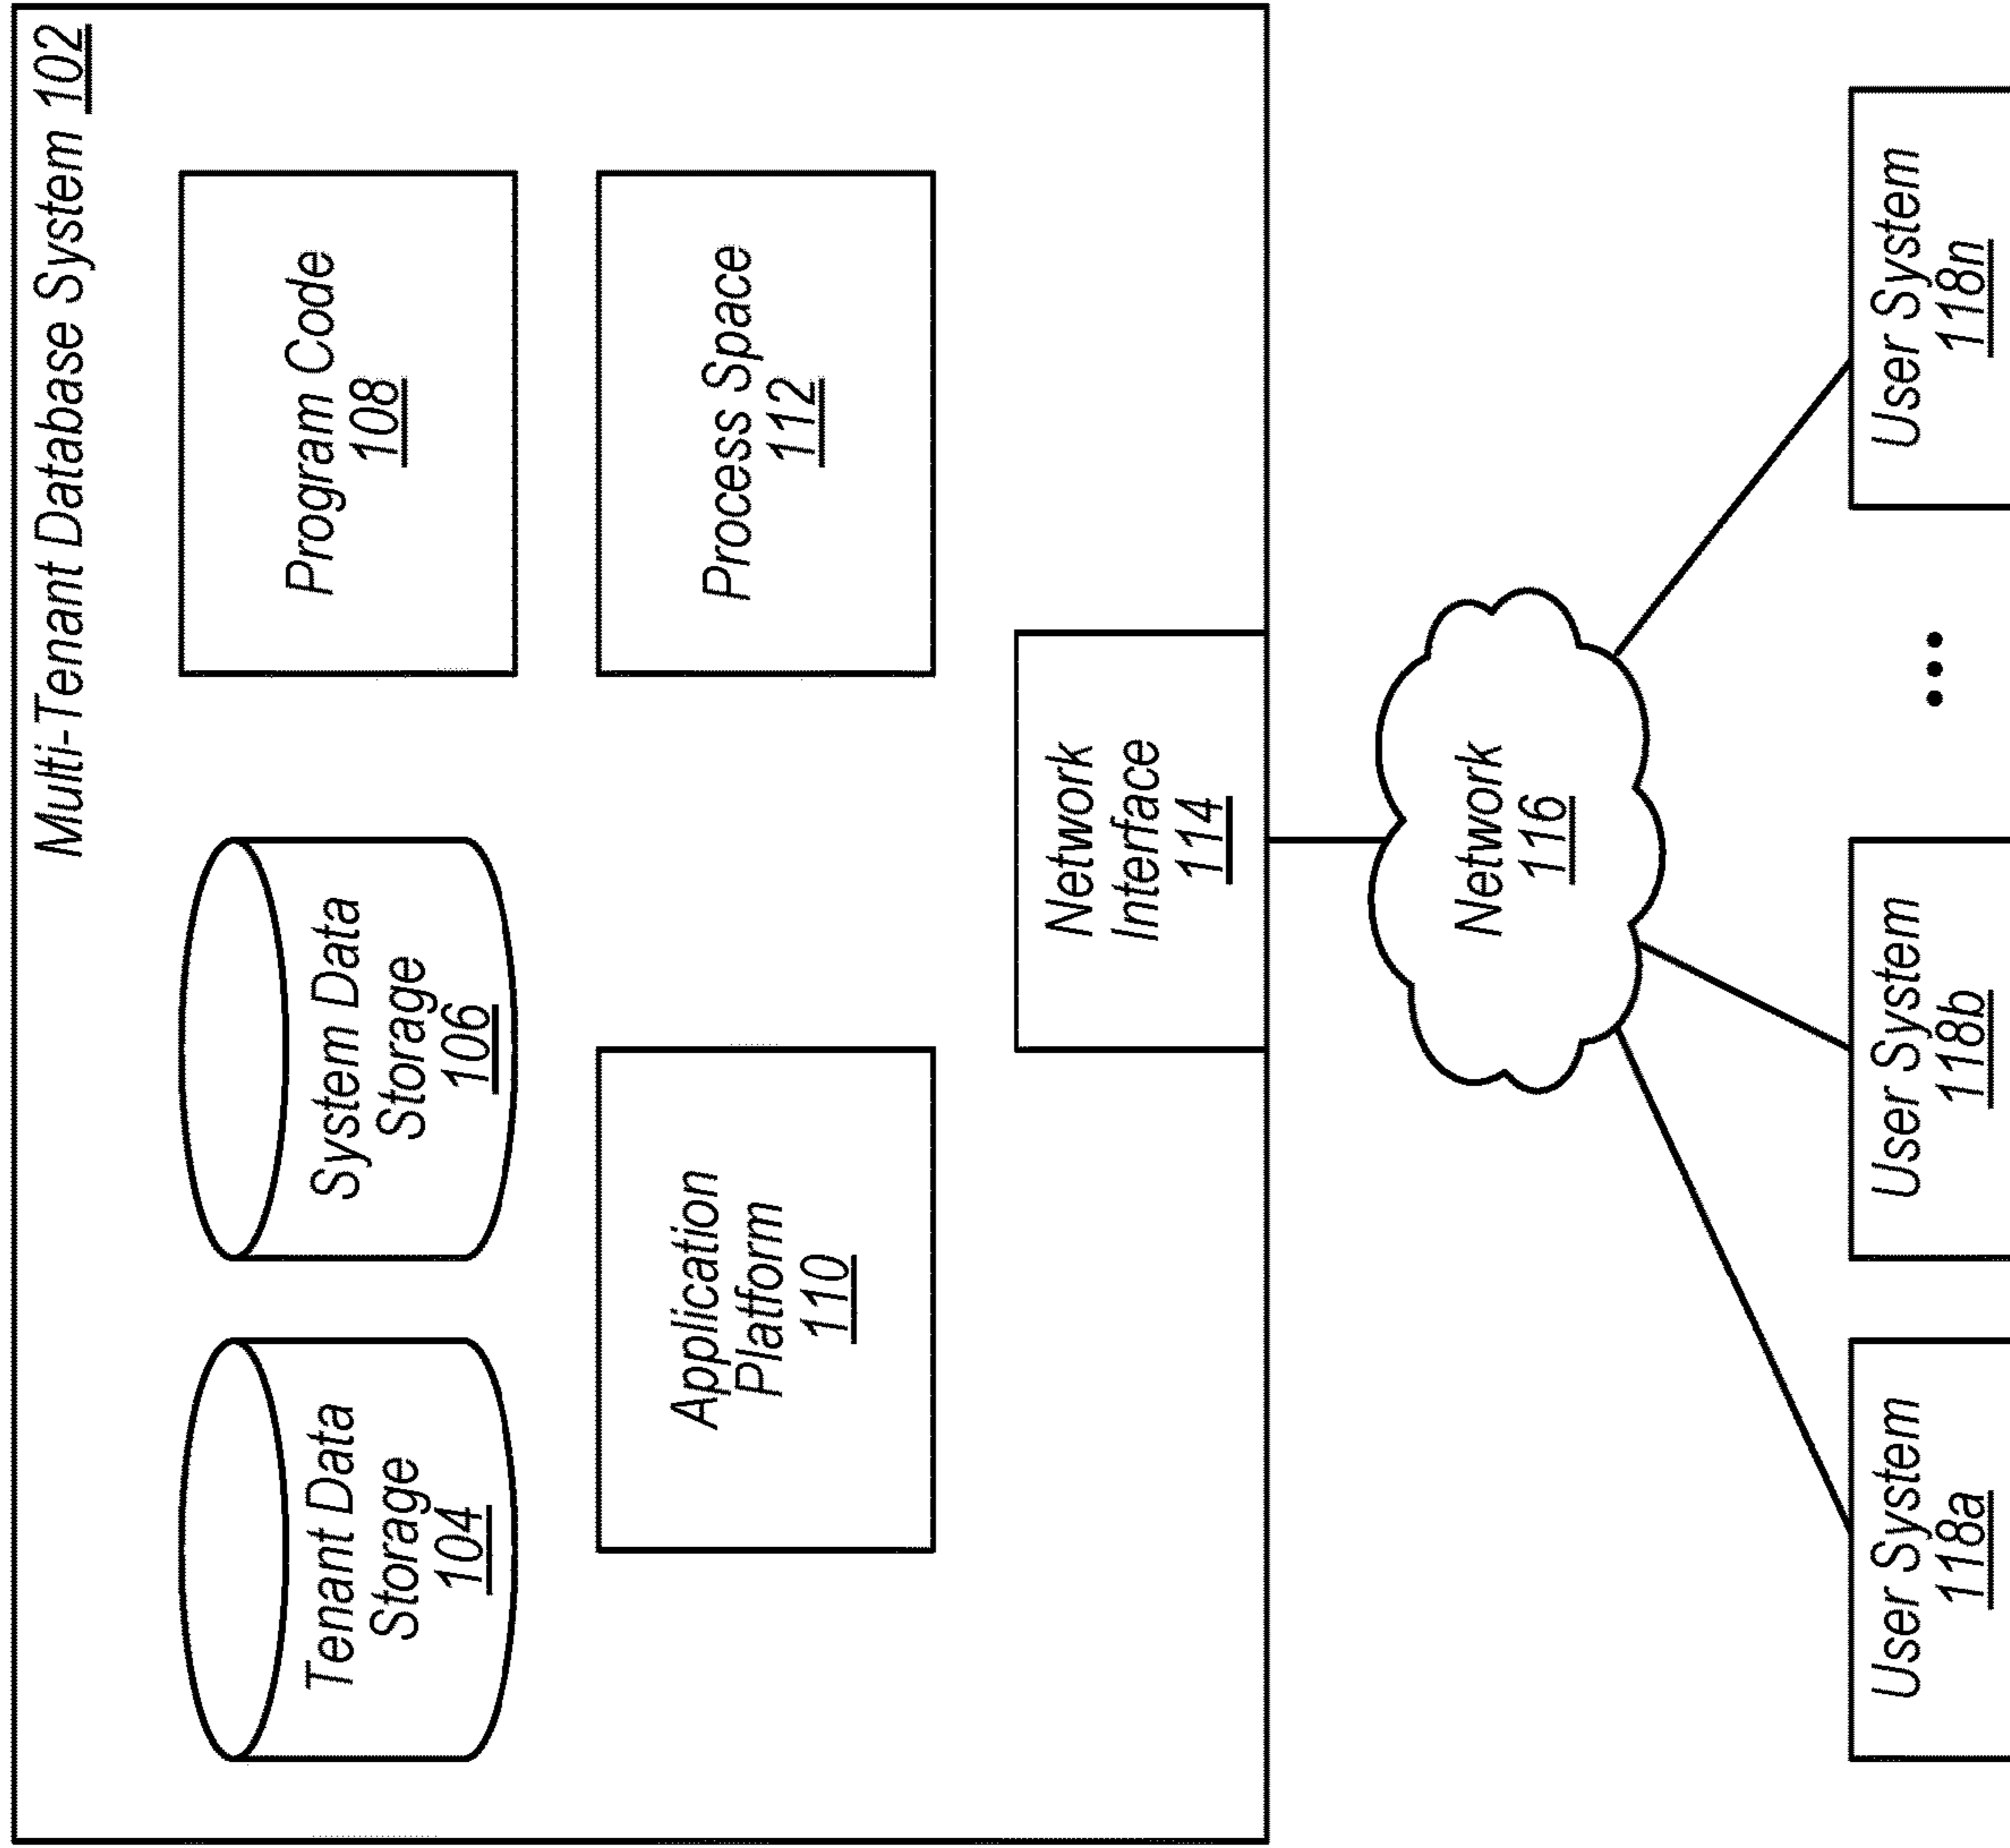 Multi-Tenant Database System 102
Tenant Data
Storage
104
System Data
Storage
106
Program Code
108
Application
Platform
110
Process Space
112
Network
Interface
114
Network
116
User System
118a
User System
118b
...
User System
118n